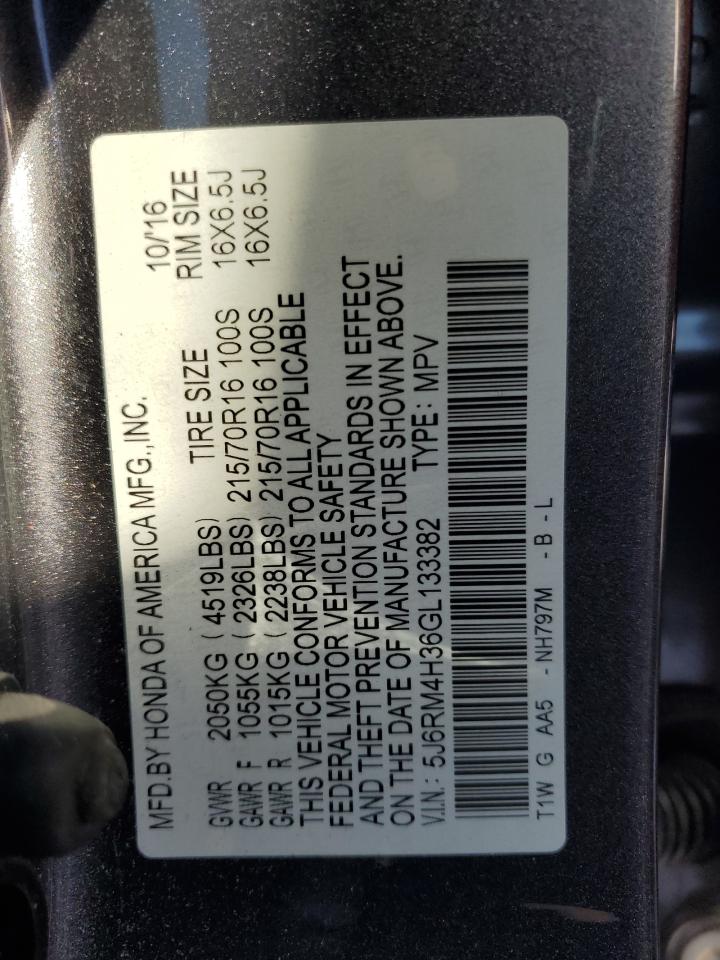 MFD.BY HONDA OF AMERICA MFG.,INC. 10/'16
TIRE SIZE RIM SIZE
GVWR 2050KG ( 4519LBS)
GAWR F 1055KG ( 2326LBS) 215/70R16 100S 16X6.5J
GAWR R 1015KG ( 2238LBS) 215/70R16 100S 16X6.5J
THIS VEHICLE CONFORMS TO ALL APPLICABLE
FEDERAL MOTOR VEHICLE SAFETY
AND THEFT PREVENTION STANDARDS IN EFFECT
ON THE DATE OF MANUFACTURE SHOWN ABOVE.
V.I.N.: 5J6RM4H36GL133382 TYPE: MPV
T1W G AA5 - NH797M - B - L